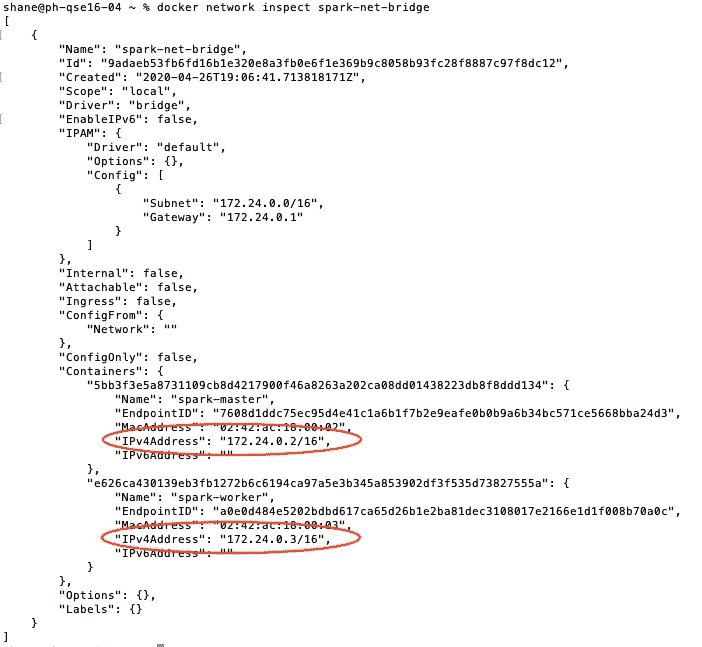 shane@ph-qse16-04 ~ % docker network inspect spark-net-bridge
[
    {
        "Name": "spark-net-bridge",
        "Id": "9adaeb53fb6fd16b1e320e8a3fb0e6f1e369b9c8058b93fc28f8887c97f8dc12",
        "Created": "2020-04-26T19:06:41.713818171Z",
        "Scope": "local",
        "Driver": "bridge",
        "EnableIPv6": false,
        "IPAM": {
            "Driver": "default",
            "Options": {},
            "Config": [
                {
                    "Subnet": "172.24.0.0/16",
                    "Gateway": "172.24.0.1"
                }
            ]
        },
        "Internal": false,
        "Attachable": false,
        "Ingress": false,
        "ConfigFrom": {
            "Network": ""
        },
        "ConfigOnly": false,
        "Containers": {
            "5bb3f3e5a8731109cb8d4217900f46a8263a202ca08dd01438223db8f8ddd134": {
                "Name": "spark-master",
                "EndpointID": "7608d1ddc75ec95d4e41c1a6b1f7b2e9eafe0b0b9a6b34bc571ce5668bba24d3",
                "MacAddress": "02:42:ac:18:00:02",
                "IPv4Address": "172.24.0.2/16",
                "IPv6Address": ""
            },
            "e626ca430139eb3fb1272b6c6194ca97a5e3b345a853902df3f535d73827555a": {
                "Name": "spark-worker",
                "EndpointID": "a0e0d484e5202bdbd617ca65d26b1e2ba81dec3108017e2166e1d1f008b70a0c",
                "MacAddress": "02:42:ac:18:00:03",
                "IPv4Address": "172.24.0.3/16",
                "IPv6Address": ""
            }
        },
        "Options": {},
        "Labels": {}
    }
]